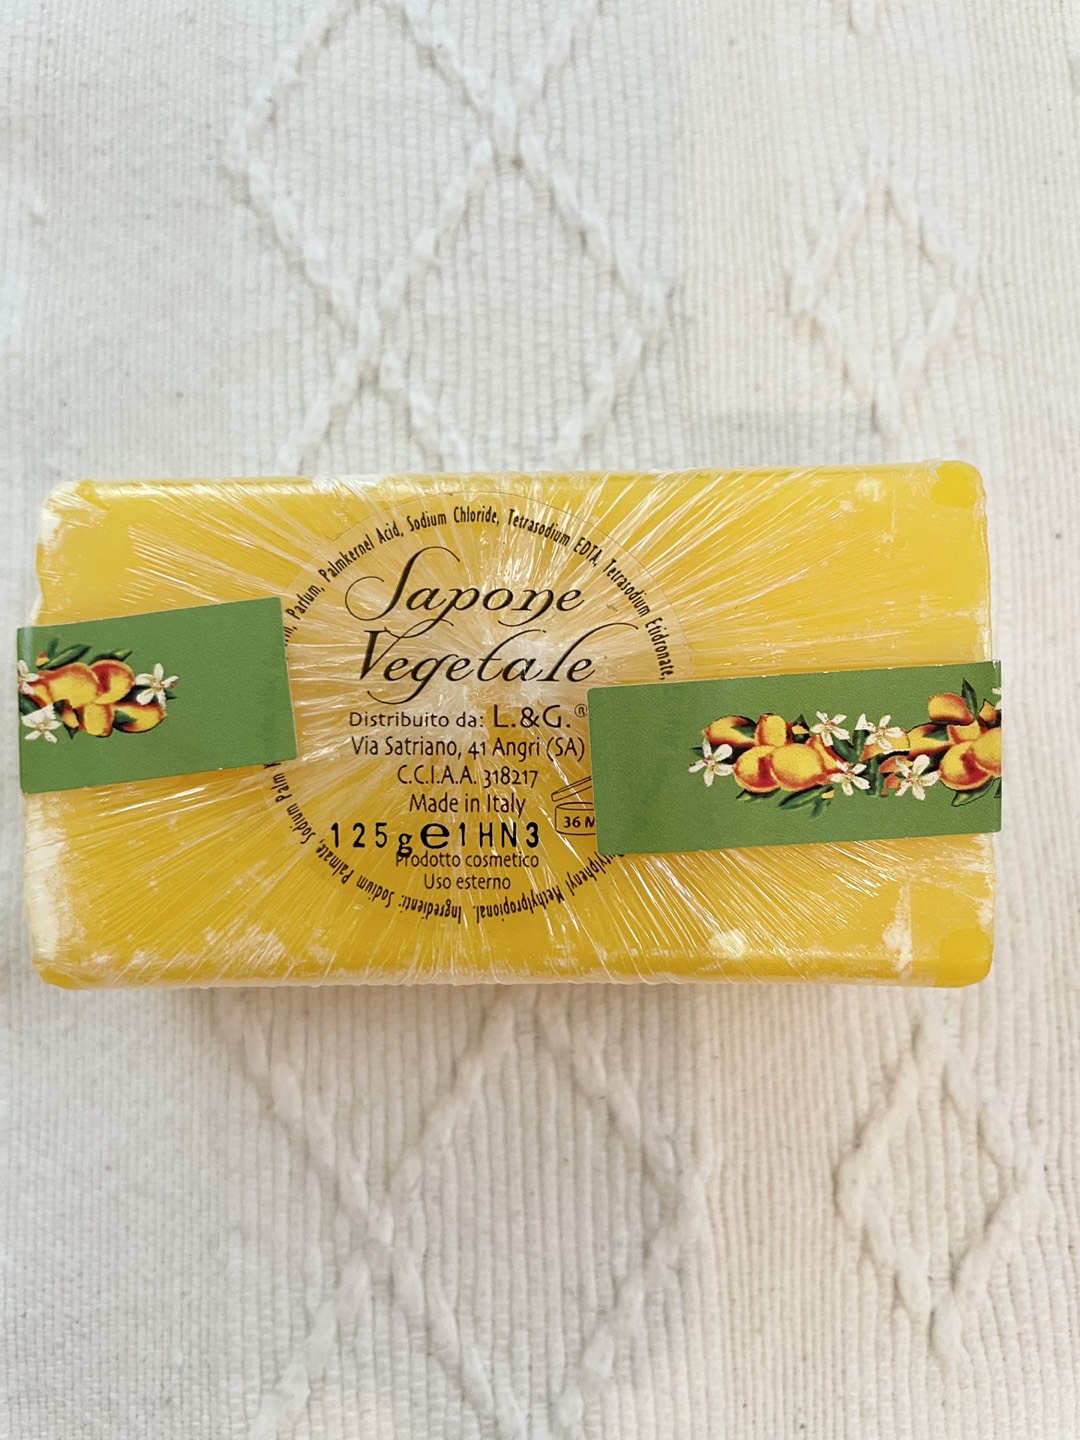 Sapone
Vegetale
Distribuito da: L.&G.®
Via Satriano, 41 Angri (SA)
C.C.I.A.A. 318217
Made in Italy
36 M
125g e 1HN3
Prodotto cosmetico
Uso esterno
Ingredienti: Sodium Palmate, Sodium Palm
Parfum, Palmkernel Acid, Sodium Chloride, Tetrasodium EDTA, Tetrasodium Etidronate,
Methylpropional.